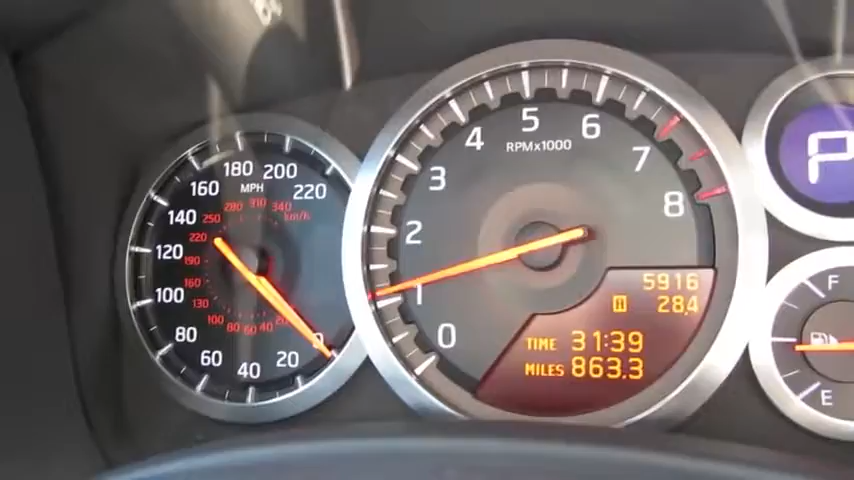 180 200
160 MPH 220
280 310 340
250 km/h
140
220
120 190
160
100 130
100 80 60 40 20
80 0
60 40 20
5
4 6
RPMx1000
3 7
2 8
1
0
5916
28.4
TIME 31:39
MILES 863.3
P
F
E